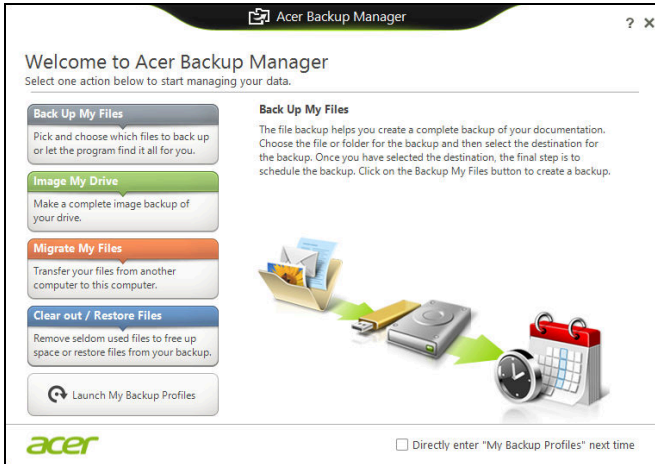 Acer Backup Manager
? X
Welcome to Acer Backup Manager
Select one action below to start managing your data.
Back Up My Files
Pick and choose which files to back up
or let the program find it all for you.
Image My Drive
Make a complete image backup of
your drive.
Migrate My Files
Transfer your files from another
computer to this computer.
Clear out / Restore Files
Remove seldom used files to free up
space or restore files from your backup.
Launch My Backup Profiles
Back Up My Files
The file backup helps you create a complete backup of your documentation.
Choose the file or folder for the backup and then select the destination for
the backup. Once you have selected the destination, the final step is to
schedule the backup. Click on the Backup My Files button to create a backup.
acer
Directly enter "My Backup Profiles" next time